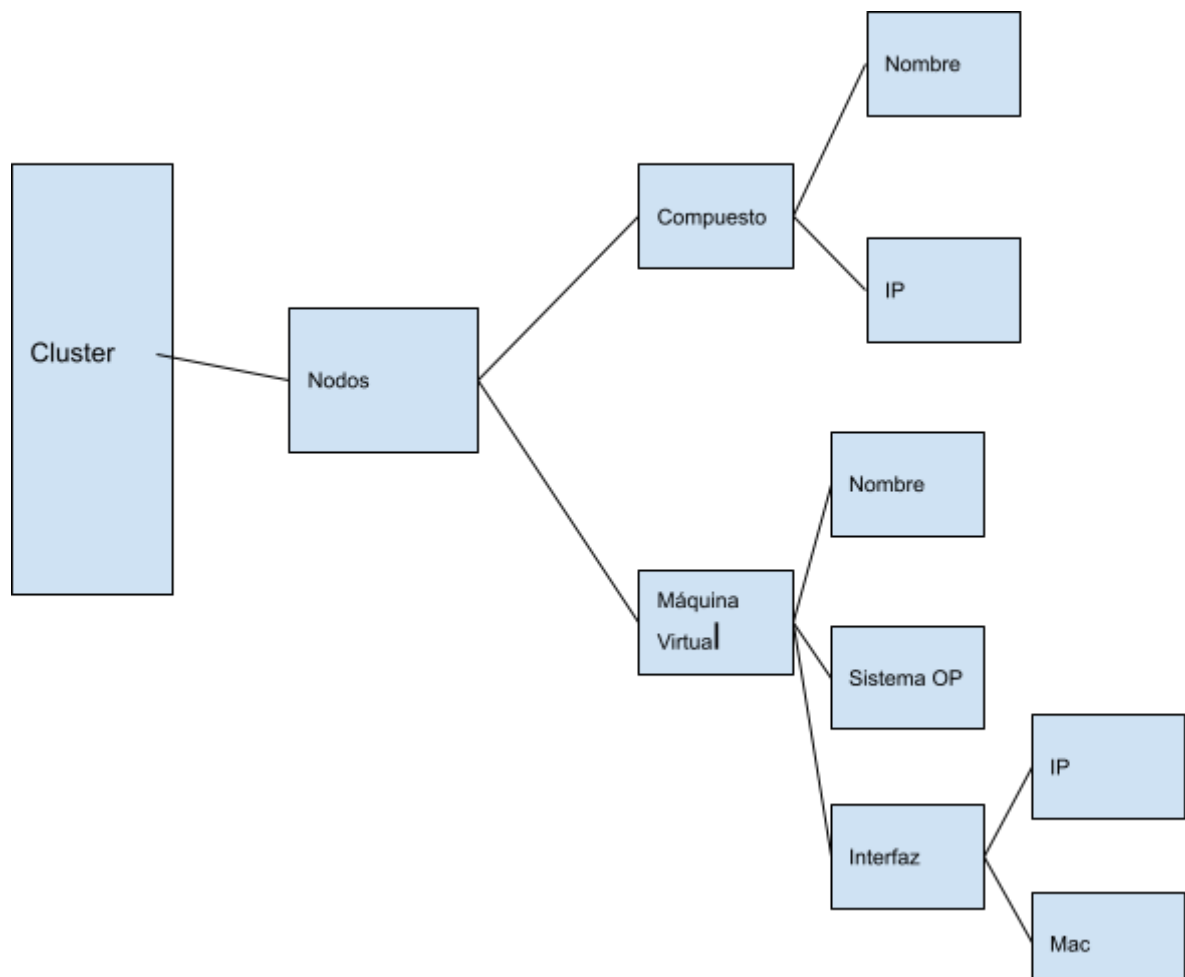 Nombre
Compuesto
IP
Cluster
Nodos
Nombre
Máquina
Virtual
Sistema OP
IP
Interfaz
Mac